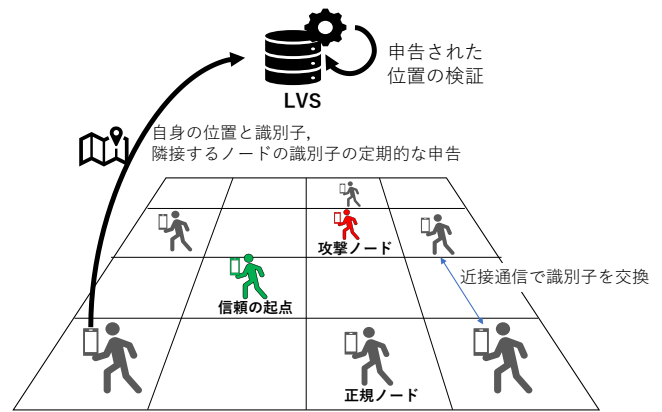 申告された
位置の検証
LVS
自身の位置と識別子,
隣接するノードの識別子の定期的な申告
攻撃ノード
近接通信で識別子を交換
信頼の起点
正規ノード